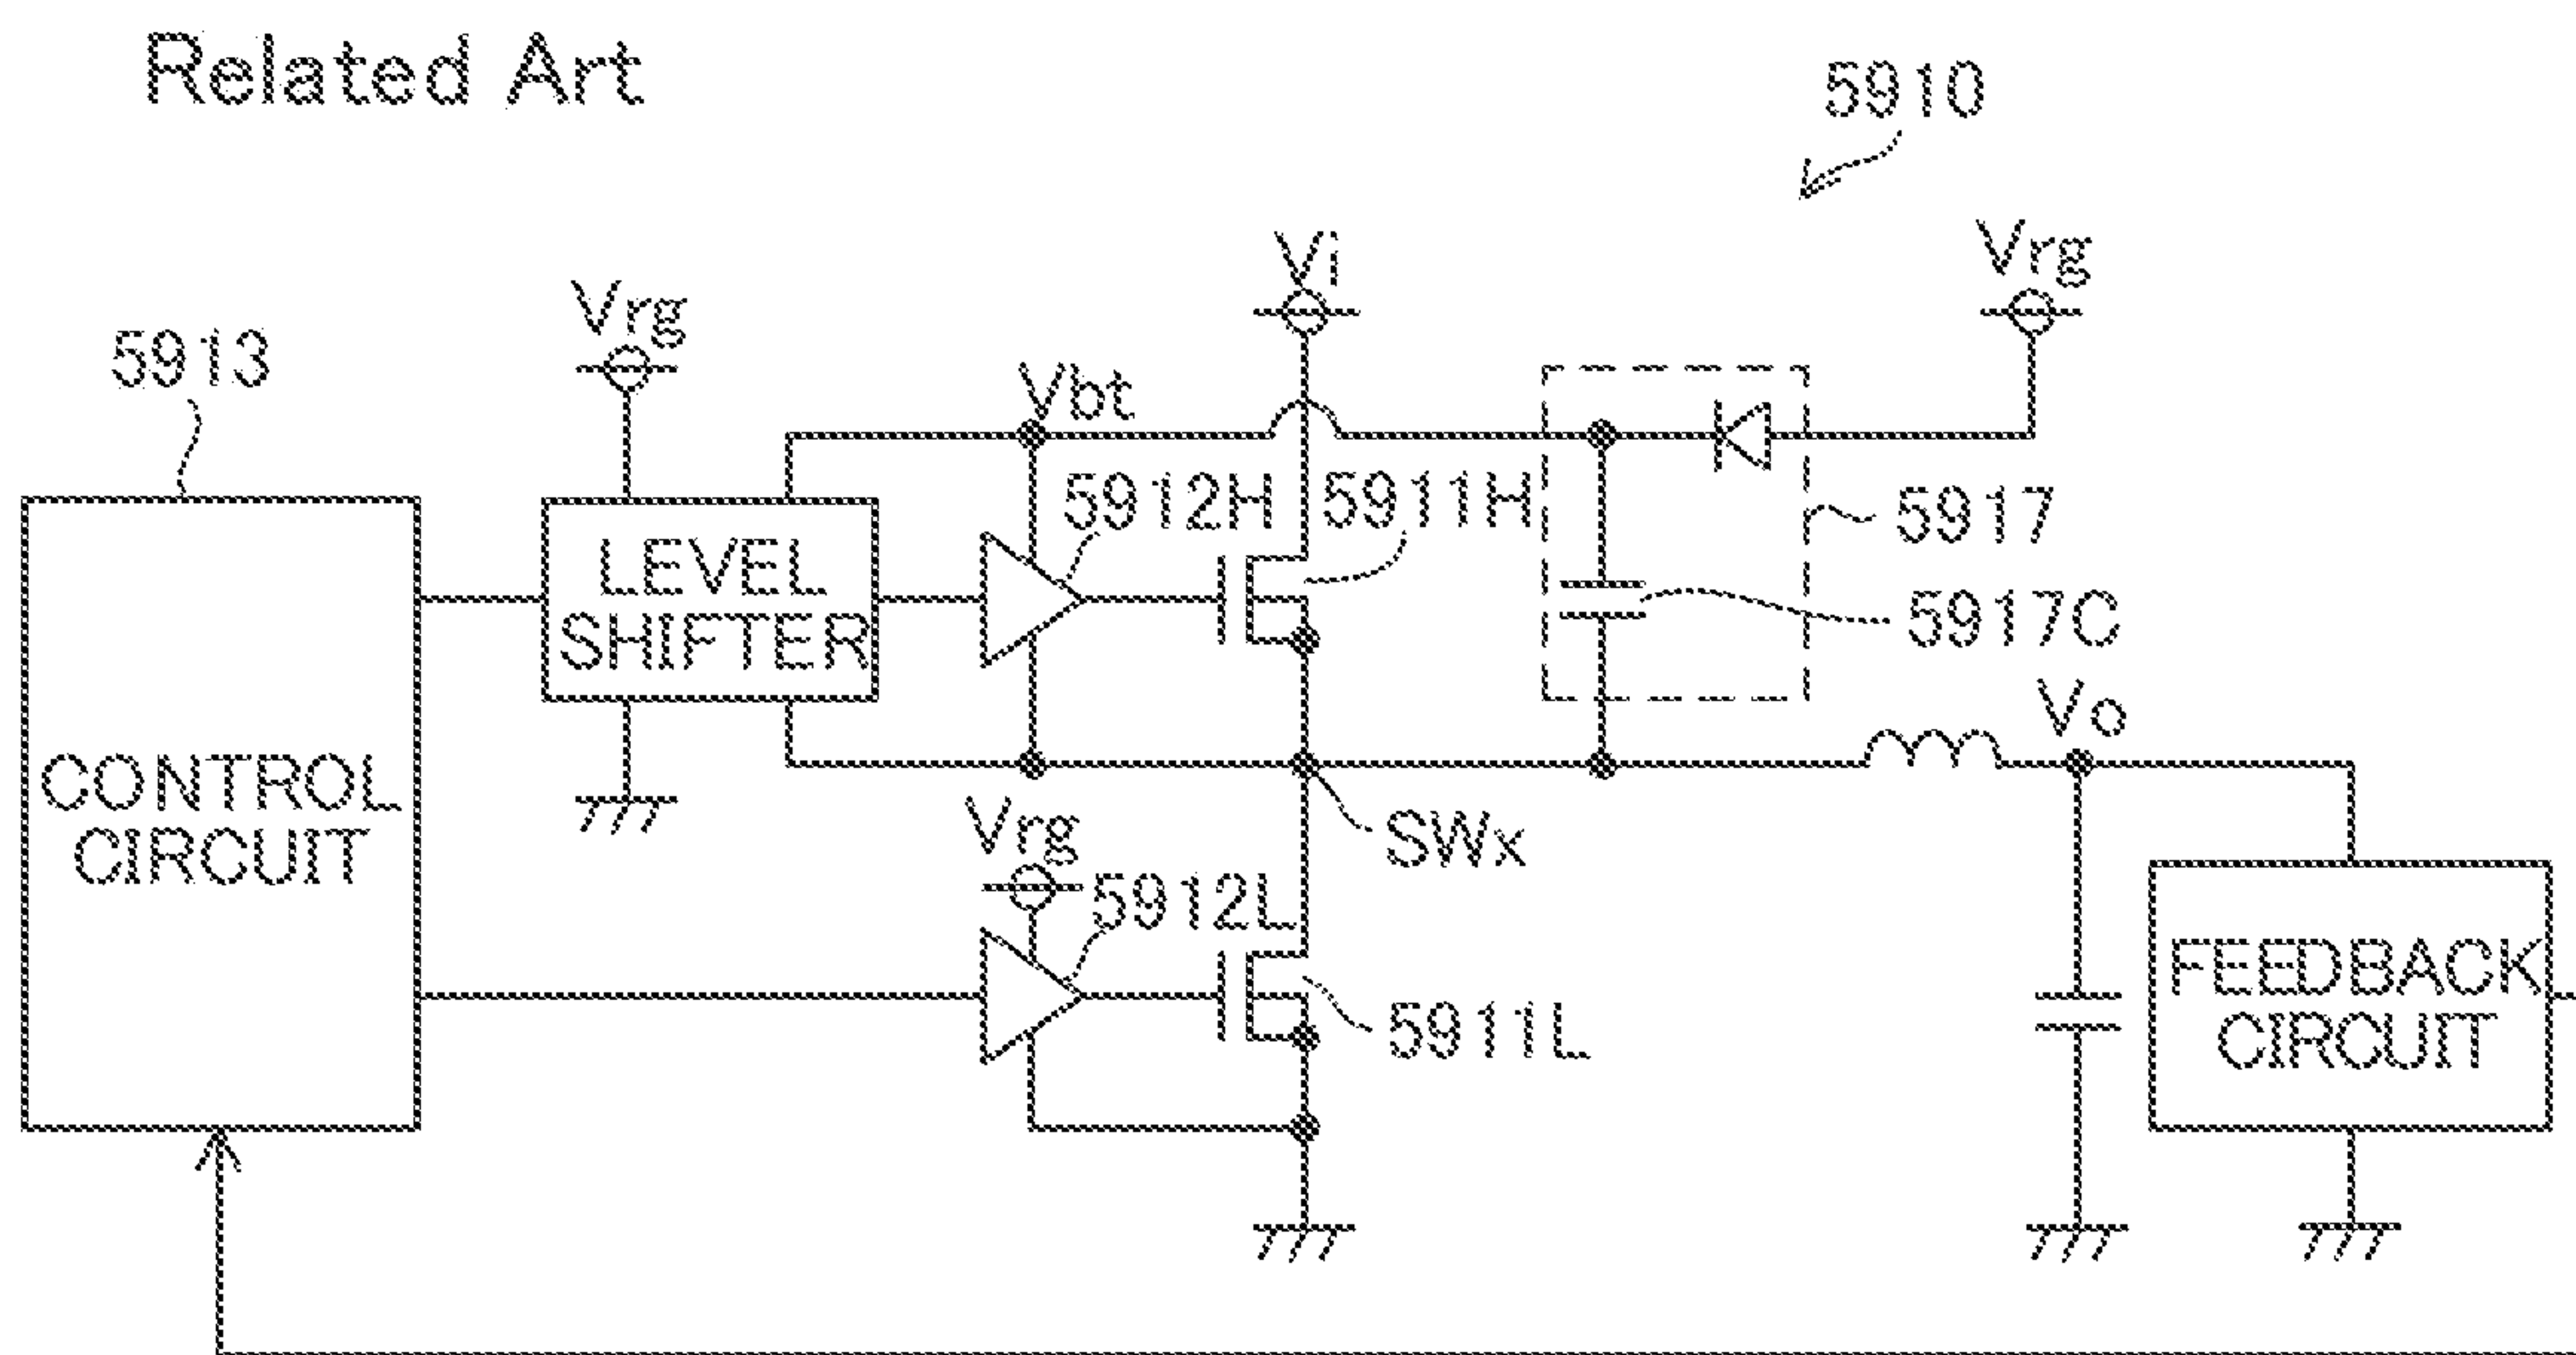 Related Art
5910
Vi
Vrg
Vrg
5913
Vbt
5912H
5911H
5917
LEVEL
SHIFTER
5917C
Vo
CONTROL
CIRCUIT
Vrg
SWx
5912L
FEEDBACK
CIRCUIT
5911L